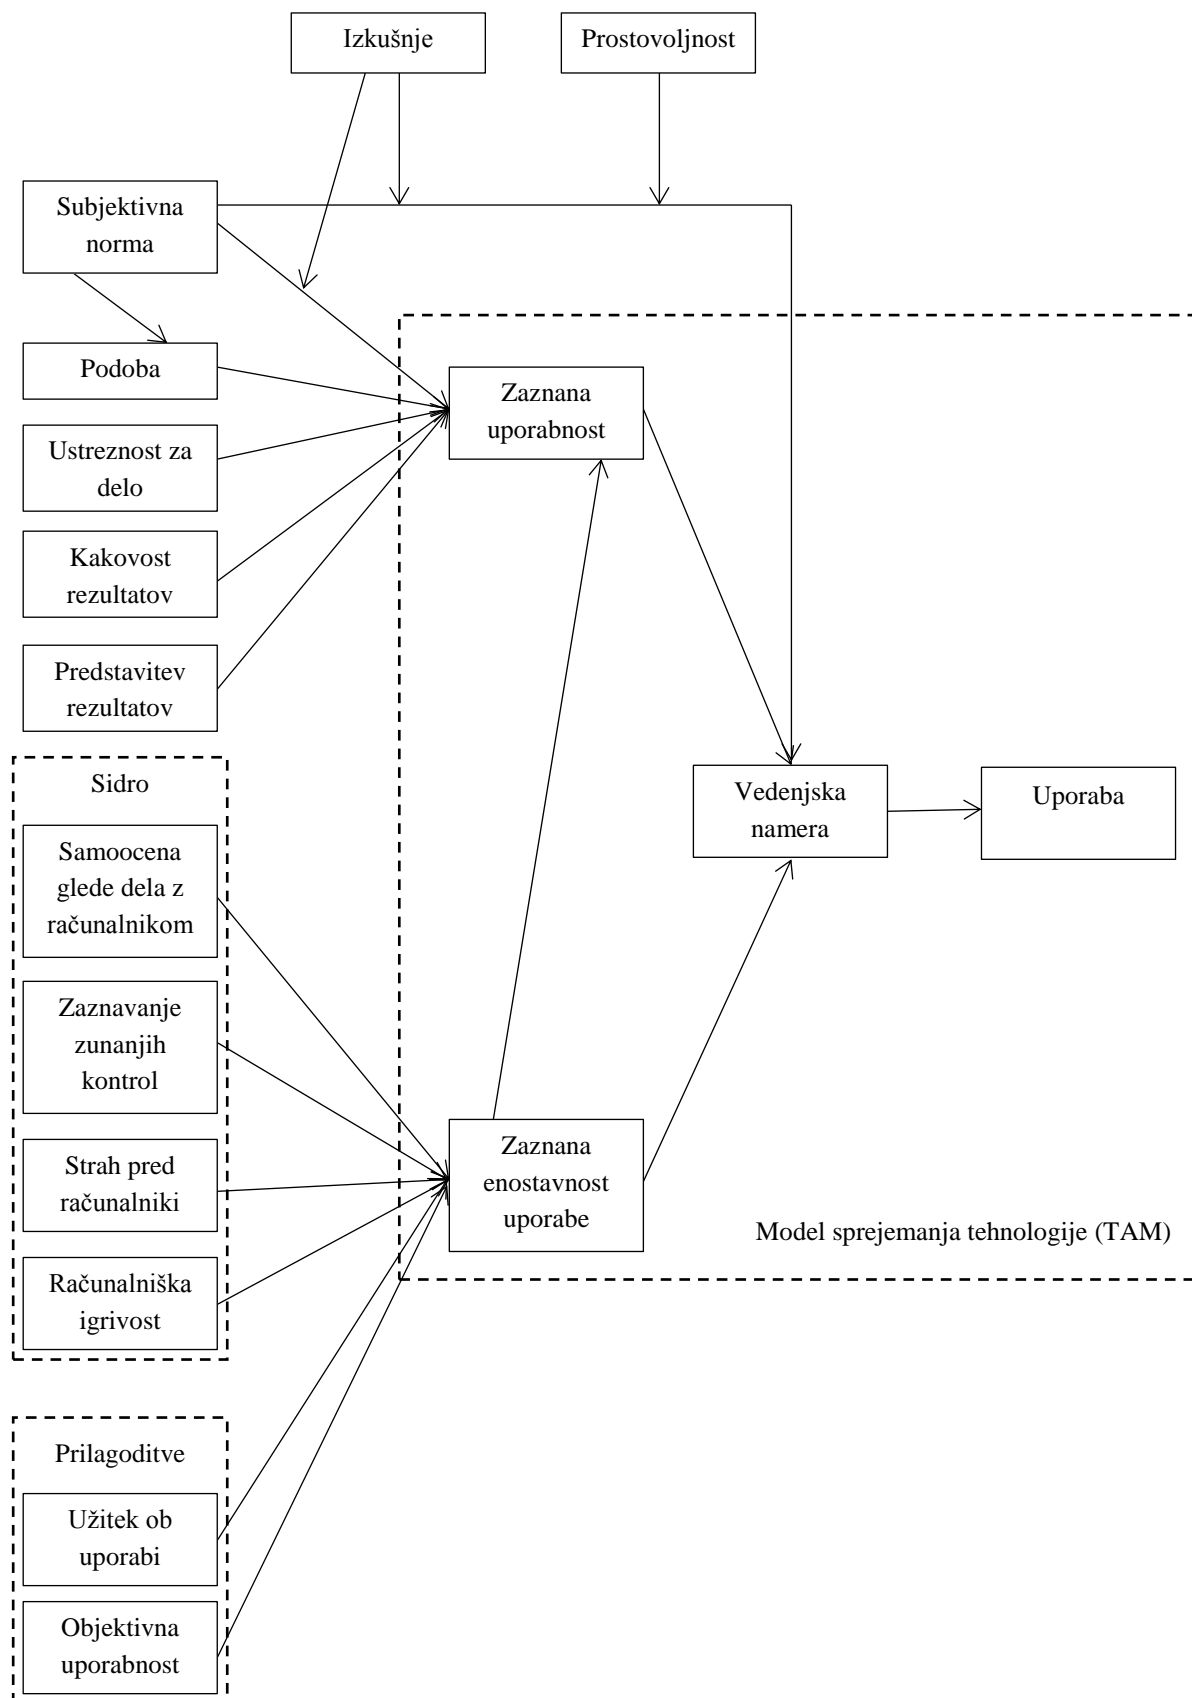 Izkušnje
Prostovoljnost
Subjektivna
norma
Podoba
Ustreznost za
delo
Kakovost
rezultatov
Predstavitev
rezultatov
Zaznana
uporabnost
Sidro
Samoocena
glede dela z
računalnikom
Zaznavanje
zunanjih
kontrol
Strah pred
računalniki
Računalniška
igrivost
Vedenjska
namera
Uporaba
Zaznana
enostavnost
uporabe
Model sprejemanja tehnologije (TAM)
Prilagoditve
Užitek ob
uporabi
Objektivna
uporabnost